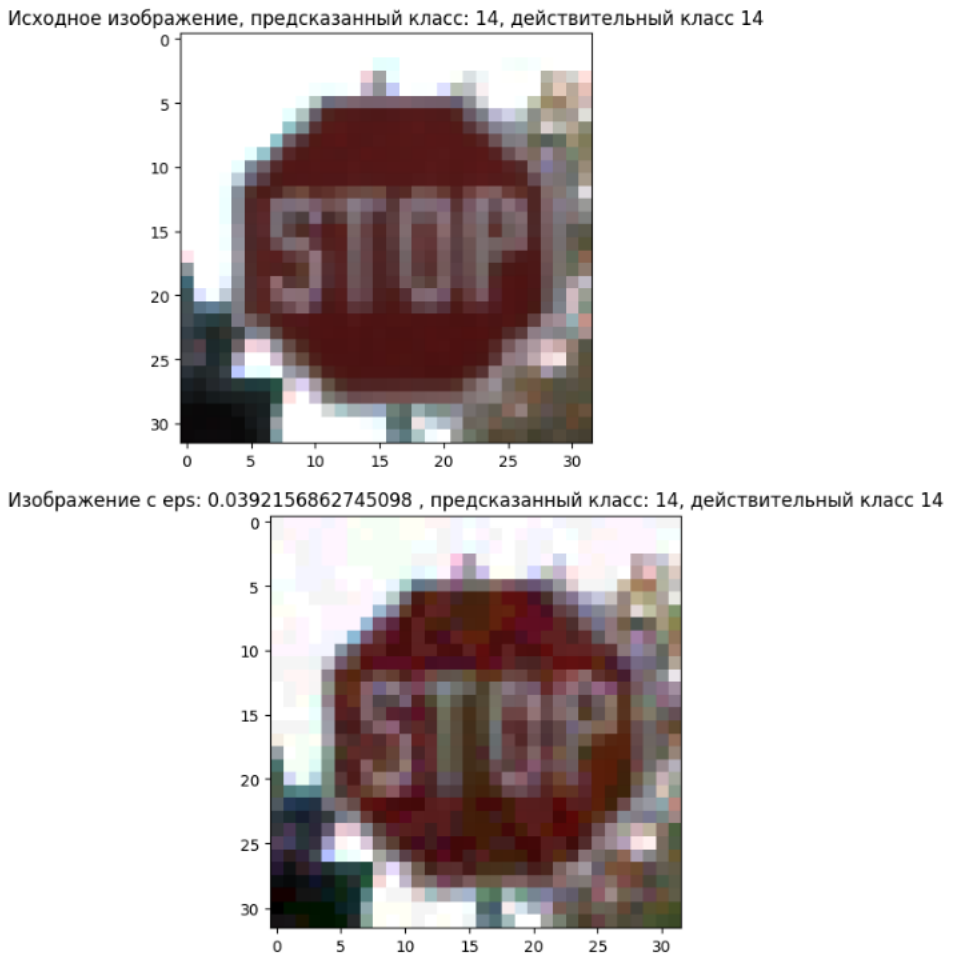 Исходное изображение, предсказанный класс: 14, действительный класс 14
0
5
10
15
20
25
30
STOP
0 5 10 15 20 25 30
Изображение с eps: 0.0392156862745098 , предсказанный класс: 14, действительный класс 14
0
5
10
15
20
25
30
STOP
0 5 10 15 20 25 30